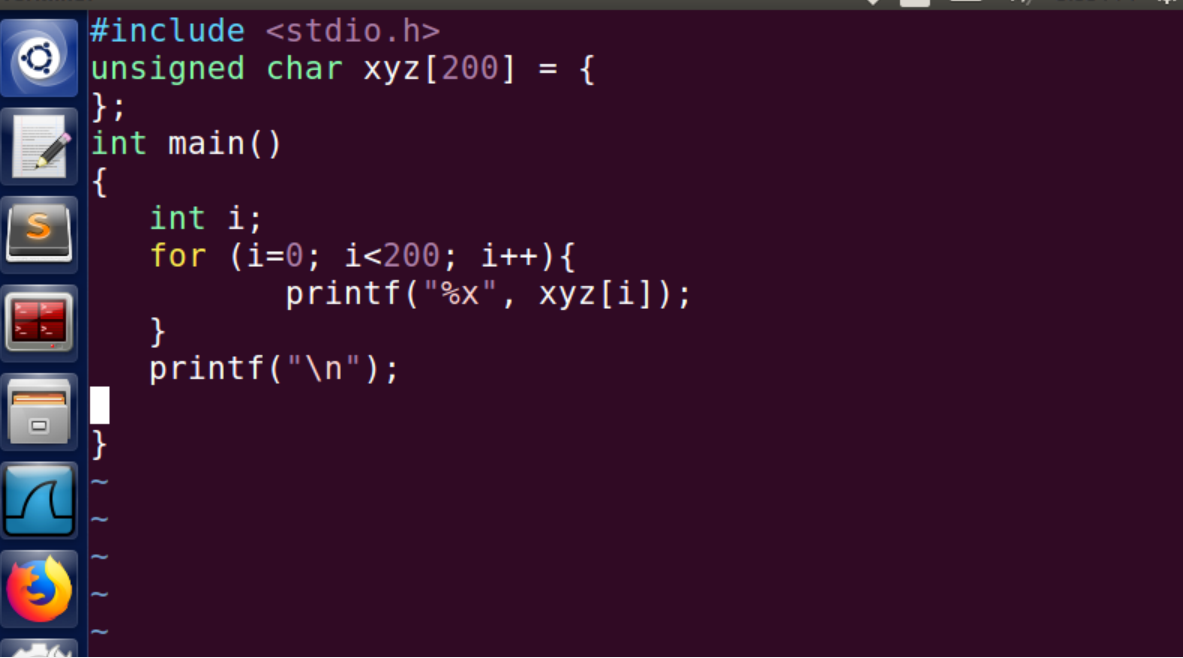 #include <stdio.h>
unsigned char xyz[200] = {
};
int main()
{
   int i;
   for (i=0; i<200; i++){
          printf("%x", xyz[i]);
   }
   printf("\n");

}
~
~
~
~
~